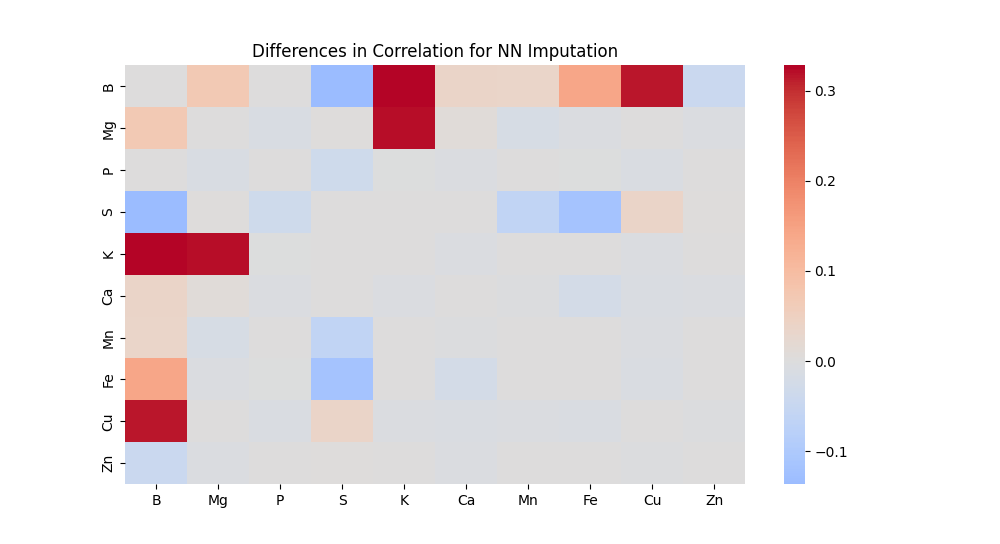 Differences in Correlation for NN Imputation
B
Mg
P
S
K
Ca
Mn
Fe
Cu
Zn
B Mg P S K Ca Mn Fe Cu Zn
0.3
0.2
0.1
0.0
−0.1